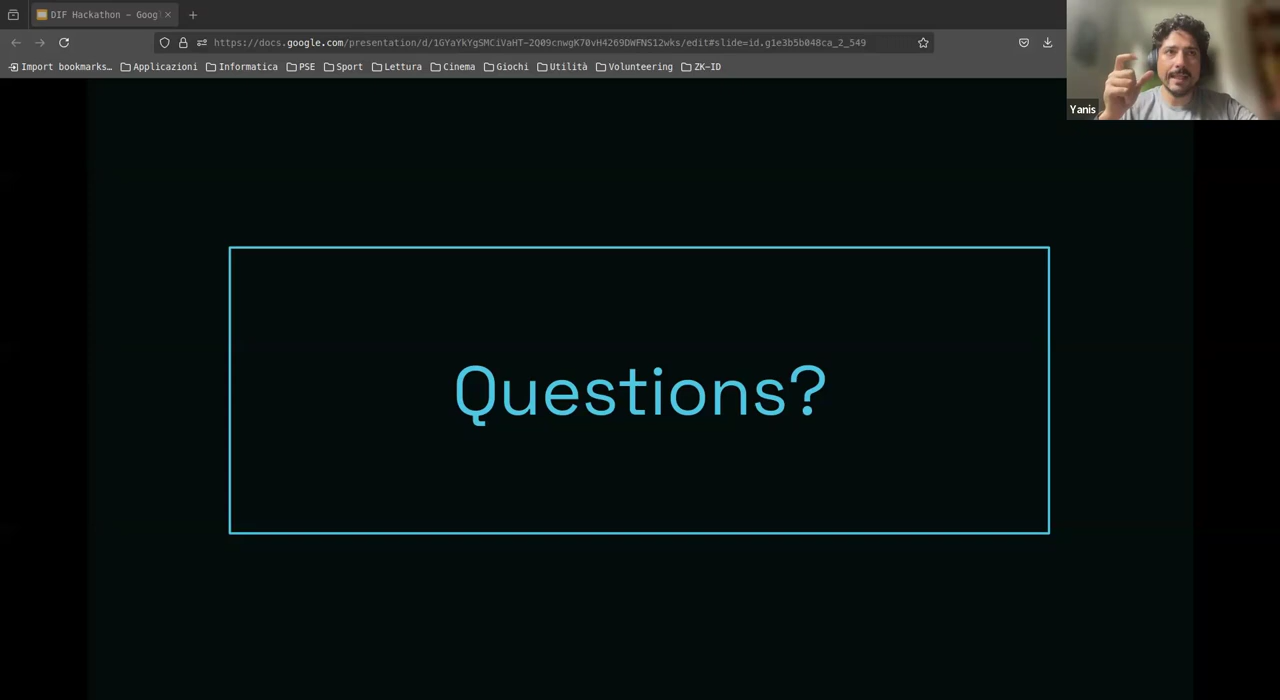 DIF Hackathon – Goog
https://docs.google.com/presentation/d/1GYaYkYgSMCiVaHT-2Q09cnwgK70vH4269DWFNS12wks/edit#slide=id.g1e3b5b048ca_2_549
Import bookmarks… Applicazioni Informatica PSE Sport Lettura Cinema Giochi Utilità Volunteering ZK-ID
Yanis
Questions?